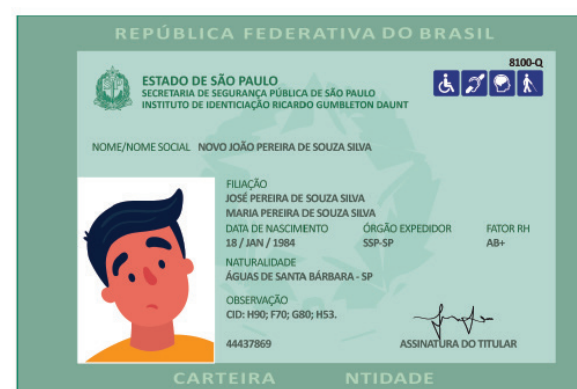 REPÚBLICA FEDERATIVA DO BRASIL
8100-Q
ESTADO DE SÃO PAULO
SECRETARIA DE SEGURANÇA PÚBLICA DE SÃO PAULO
INSTITUTO DE IDENTICIAÇÃO RICARDO GUMBLETON DAUNT
NOME/NOME SOCIAL NOVO JOÃO PEREIRA DE SOUZA SILVA
FILIAÇÃO
JOSÉ PEREIRA DE SOUZA SILVA
MARIA PEREIRA DE SOUZA SILVA
DATA DE NASCIMENTO ÓRGÃO EXPEDIDOR FATOR RH
18 / JAN / 1984 SSP-SP AB+
NATURALIDADE
ÁGUAS DE SANTA BÁRBARA - SP
OBSERVAÇÃO
CID: H90; F70; G80; H53.
44437869 ASSINATURA DO TITULAR
CARTEIRA NTIDADE